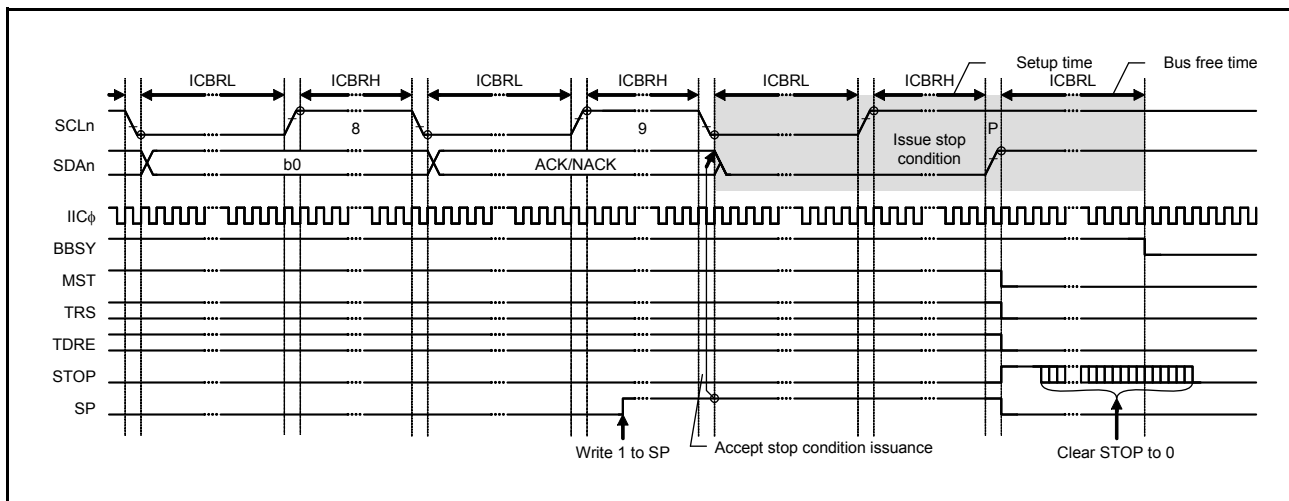 ICBRL ICBRH ICBRL ICBRH ICBRL ICBRH Setup time ICBRL Bus free time
SCLn 8 9 P
Issue stop
condition
SDAn b0 ACK/NACK
IICφ
BBSY
MST
TRS
TDRE
STOP
SP
Write 1 to SP Accept stop condition issuance Clear STOP to 0